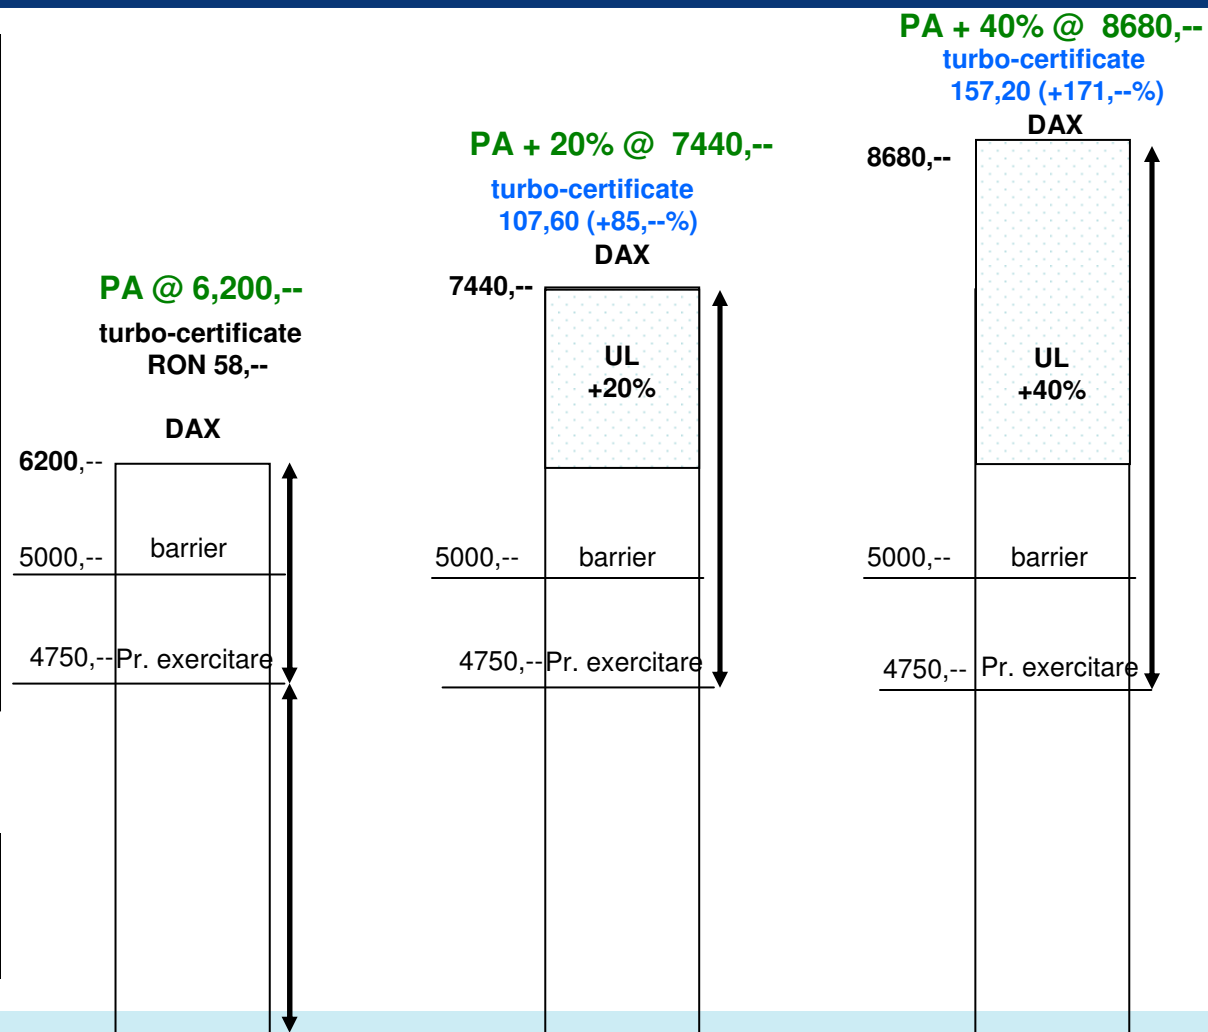 PA @ 6,200,--
turbo-certificate
RON 58,--
DAX
6200,--
5000,--
barrier
4750,--
Pr. exercitare
PA + 20% @ 7440,--
turbo-certificate
107,60 (+85,--%)
DAX
7440,--
UL
+20%
5000,--
barrier
4750,--
Pr. exercitare
PA + 40% @ 8680,--
turbo-certificate
157,20 (+171,--%)
DAX
8680,--
UL
+40%
5000,--
barrier
4750,--
Pr. exercitare